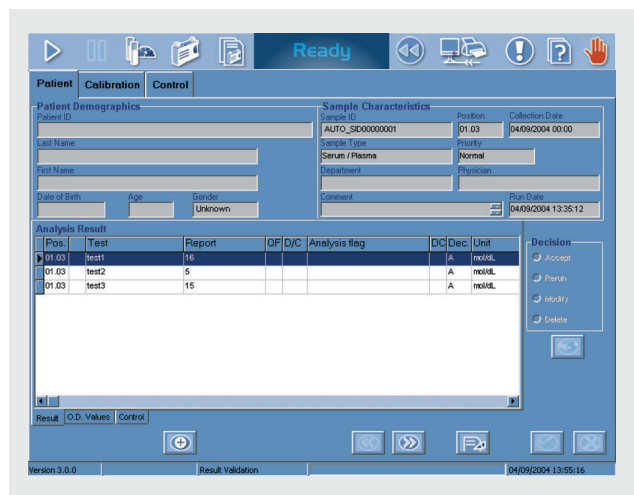 Ready
Patient Calibration Control
Patient Demographics
Patient ID
Last Name
First Name
Date of Birth Age Gender
Unknown
Sample Characteristics
Sample ID Position Collection Date
AUTO_SID00000001 01.03 04/09/2004 00:00
Sample Type Priority
Serum / Plasma Normal
Department Physician
Comment Run Date
04/09/2004 13:35:12
Analysis Result
Pos. Test Report QF D/C Analysis flag DC Dec. Unit
01.03 test1 16 A mol/dL
01.03 test2 5 A mol/dL
01.03 test3 15 A mol/dL
Decision
Accept
Rerun
Modify
Delete
Result O.D. Values Control
Version 3.0.0 Result Validation 04/09/2004 13:55:16